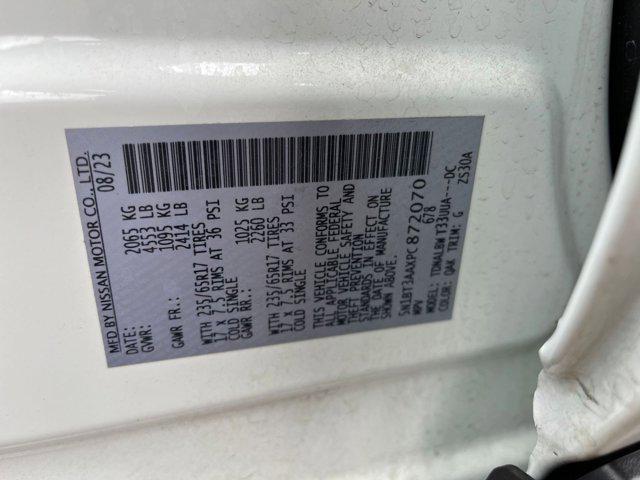 MFD BY NISSAN MOTOR CO., LTD.
DATE: 08/23
GVWR: 2065 KG
4553 LB
GAWR FR.: 1095 KG
2414 LB
WITH 235/65R17 TIRES
17 X 7.5 RIMS AT 36 PSI
COLD SINGLE
GAWR RR.: 1025 KG
2260 LB
WITH 235/65R17 TIRES
17 X 7.5 RIMS AT 33 PSI
COLD SINGLE
THIS VEHICLE CONFORMS TO
ALL APPLICABLE FEDERAL
MOTOR VEHICLE SAFETY AND
THEFT PREVENTION
STANDARDS IN EFFECT ON
THE DATE OF MANUFACTURE
SHOWN ABOVE.
5N1BT3AAXPC872070
MPV 678
MODEL: TDNALBW T33UUA----DC
COLOR: QAK TRIM: G ZS30A